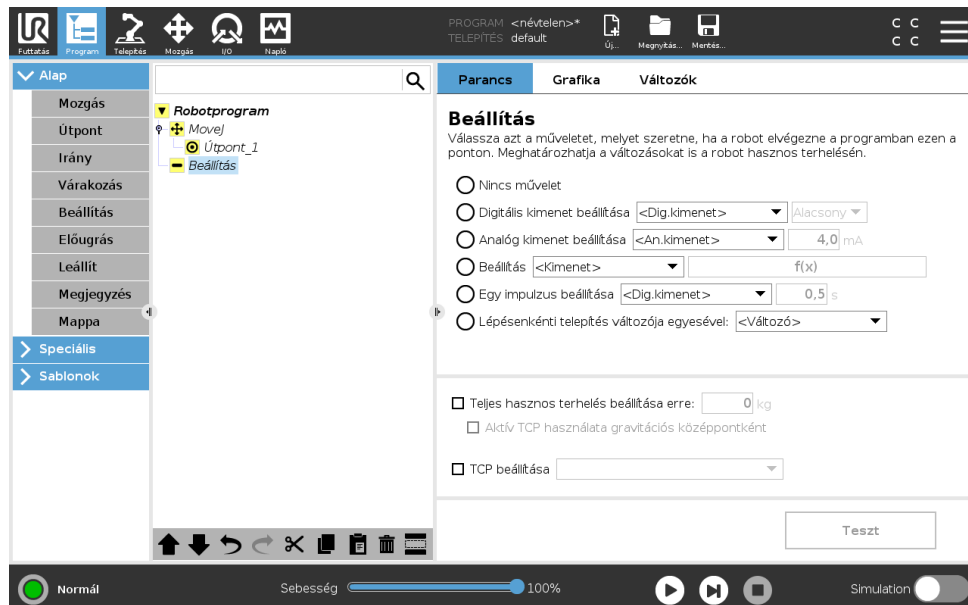 PROGRAM <névtelen>*
TELEPÍTÉS default
Futtatás Program Telepítés Mozgás I/O Napló Új... Megnyitás... Mentés...
C C
C C
Alap
Mozgás
Útpont
Irány
Várakozás
Beállítás
Előugrás
Leállít
Megjegyzés
Mappa
Speciális
Sablonok
Robotprogram
MoveJ
Útpont_1
Beállítás
Parancs Grafika Változók
Beállítás
Válassza azt a műveletet, melyet szeretne, ha a robot elvégezne a programban ezen a
ponton. Meghatározhatja a változásokat is a robot hasznos terhelésén.
Nincs művelet
Digitális kimenet beállítása <Dig.kimenet> Alacsony
Analóg kimenet beállítása <An.kimenet> 4,0 mA
Beállítás <Kimenet> f(x)
Egy impulzus beállítása <Dig.kimenet> 0,5 s
Lépésenkénti telepítés változója egyesével: <Változó>
Teljes hasznos terhelés beállítása erre: 0 kg
Aktív TCP használata gravitációs középpontként
TCP beállítása
Teszt
Normál Sebesség 100% Simulation